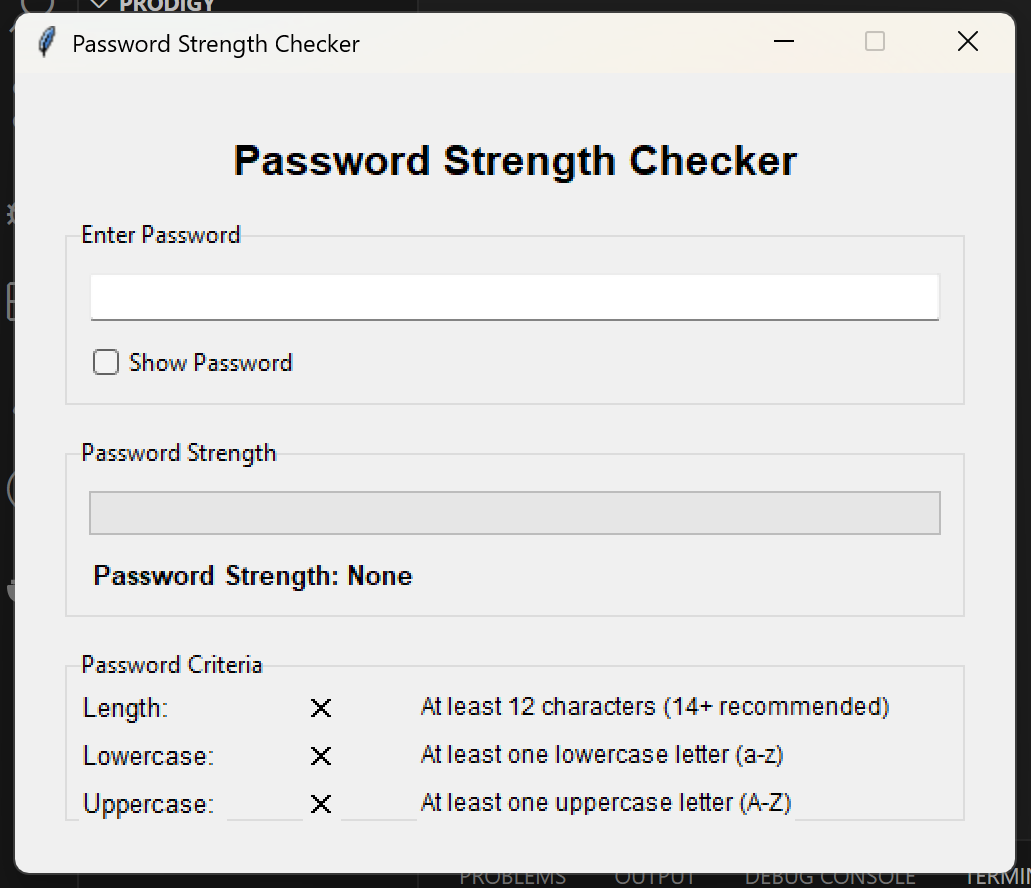 PRODIGY
Password Strength Checker
Password Strength Checker
Enter Password
Show Password
Password Strength
Password Strength: None
Password Criteria
Length: ✕ At least 12 characters (14+ recommended)
Lowercase: ✕ At least one lowercase letter (a-z)
Uppercase: ✕ At least one uppercase letter (A-Z)
PROBLEMS OUTPUT DEBUG CONSOLE TERMIN